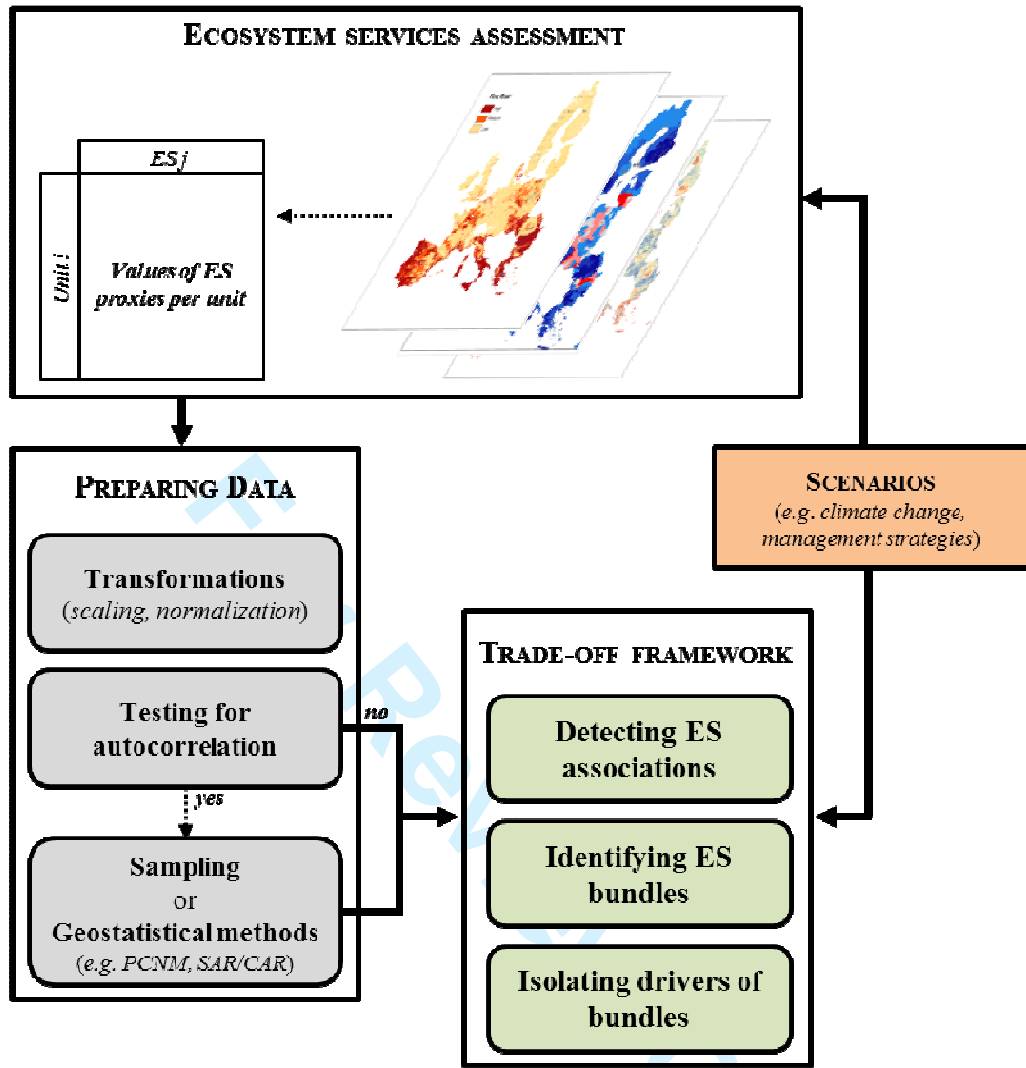 ECOSYSTEM SERVICES ASSESSMENT
ESj
Unit i
Values of ES
proxies per unit
PREPARING DATA
Transformations
(scaling, normalization)
Testing for
autocorrelation
no
yes
Sampling
or
Geostatistical methods
(e.g. PCNM, SAR/CAR)
SCENARIOS
(e.g. climate change,
management strategies)
TRADE-OFF FRAMEWORK
Detecting ES
associations
Identifying ES
bundles
Isolating drivers of
bundles